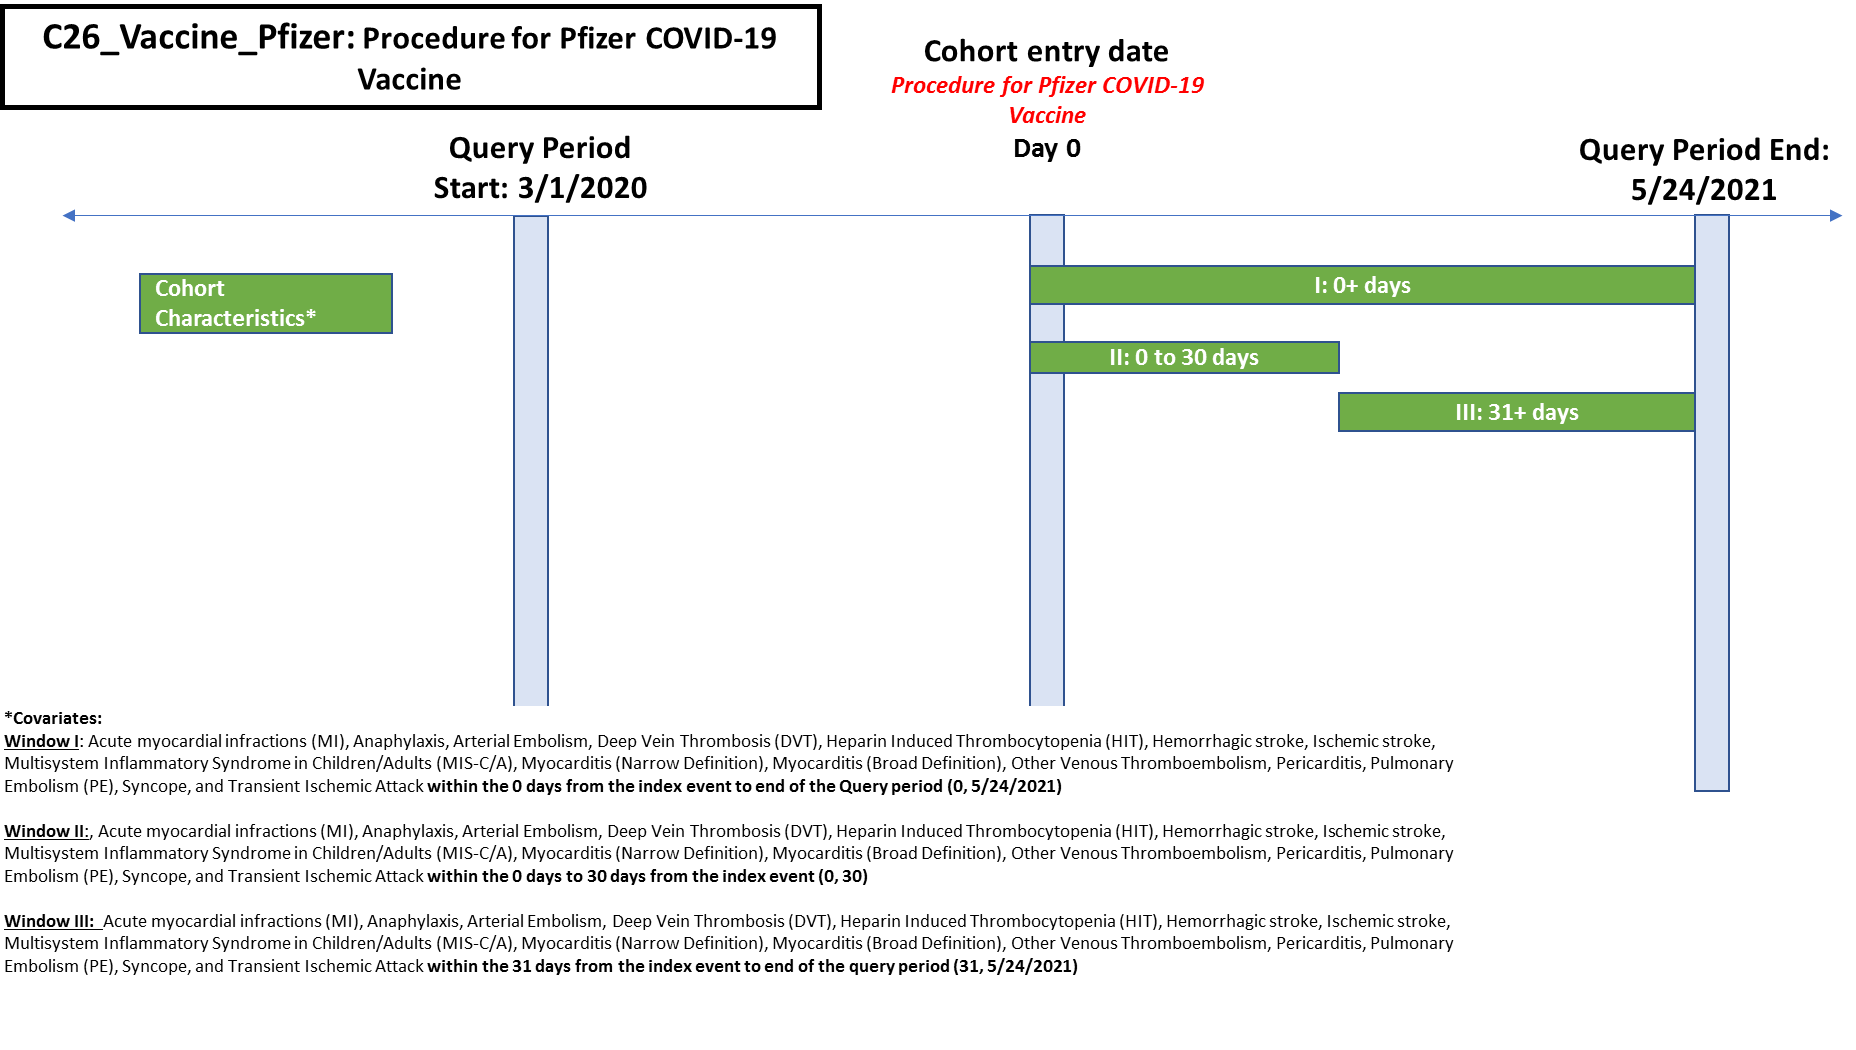 C26_Vaccine_Pfizer: Procedure for Pfizer COVID-19
Vaccine
Cohort entry date
Procedure for Pfizer COVID-19
Vaccine
Day 0
Query Period
Start: 3/1/2020
Query Period End:
5/24/2021
Cohort
Characteristics*
I: 0+ days
II: 0 to 30 days
III: 31+ days
*Covariates:
Window I: Acute myocardial infractions (MI), Anaphylaxis, Arterial Embolism, Deep Vein Thrombosis (DVT), Heparin Induced Thrombocytopenia (HIT), Hemorrhagic stroke, Ischemic stroke,
Multisystem Inflammatory Syndrome in Children/Adults (MIS-C/A), Myocarditis (Narrow Definition), Myocarditis (Broad Definition), Other Venous Thromboembolism, Pericarditis, Pulmonary
Embolism (PE), Syncope, and Transient Ischemic Attack within the 0 days from the index event to end of the Query period (0, 5/24/2021)
Window II:, Acute myocardial infractions (MI), Anaphylaxis, Arterial Embolism, Deep Vein Thrombosis (DVT), Heparin Induced Thrombocytopenia (HIT), Hemorrhagic stroke, Ischemic stroke,
Multisystem Inflammatory Syndrome in Children/Adults (MIS-C/A), Myocarditis (Narrow Definition), Myocarditis (Broad Definition), Other Venous Thromboembolism, Pericarditis, Pulmonary
Embolism (PE), Syncope, and Transient Ischemic Attack within the 0 days to 30 days from the index event (0, 30)
Window III: Acute myocardial infractions (MI), Anaphylaxis, Arterial Embolism, Deep Vein Thrombosis (DVT), Heparin Induced Thrombocytopenia (HIT), Hemorrhagic stroke, Ischemic stroke,
Multisystem Inflammatory Syndrome in Children/Adults (MIS-C/A), Myocarditis (Narrow Definition), Myocarditis (Broad Definition), Other Venous Thromboembolism, Pericarditis, Pulmonary
Embolism (PE), Syncope, and Transient Ischemic Attack within the 31 days from the index event to end of the query period (31, 5/24/2021)